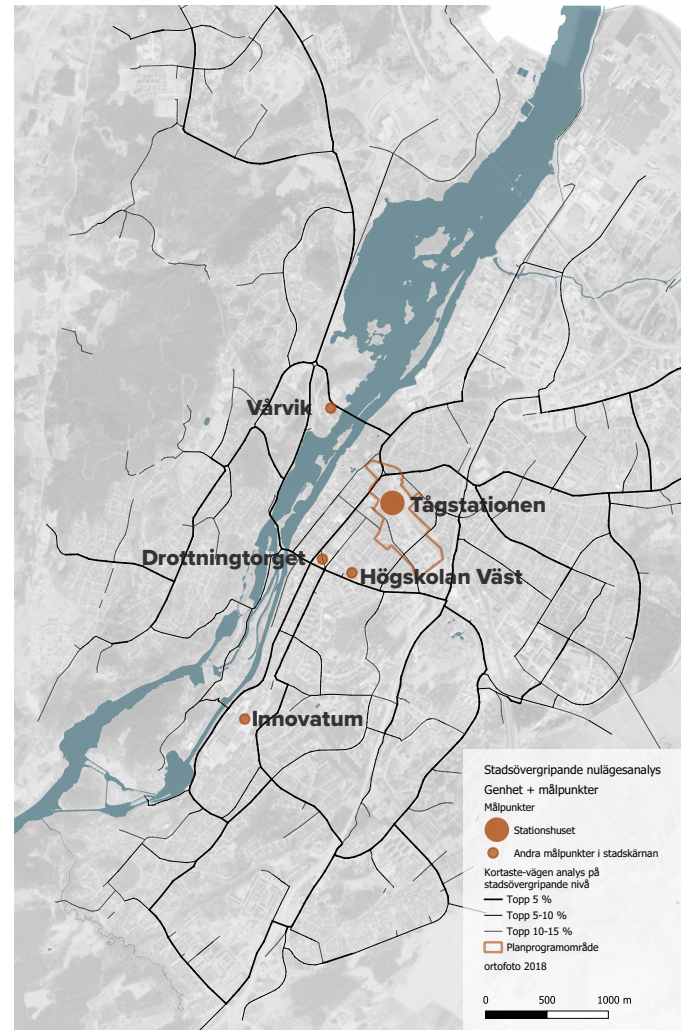 Vårvik
Tågstationen
Drottningtorget
Högskolan Väst
Innovatum
Stadsövergripande nulägesanalys
Genhet + målpunkter
Målpunkter
Stationshuset
Andra målpunkter i stadskärnan
Kortaste-vägen analys på
stadsövergripande nivå
Topp 5 %
Topp 5-10 %
Topp 10-15 %
Planprogramområde
ortofoto 2018
0 500 1000 m